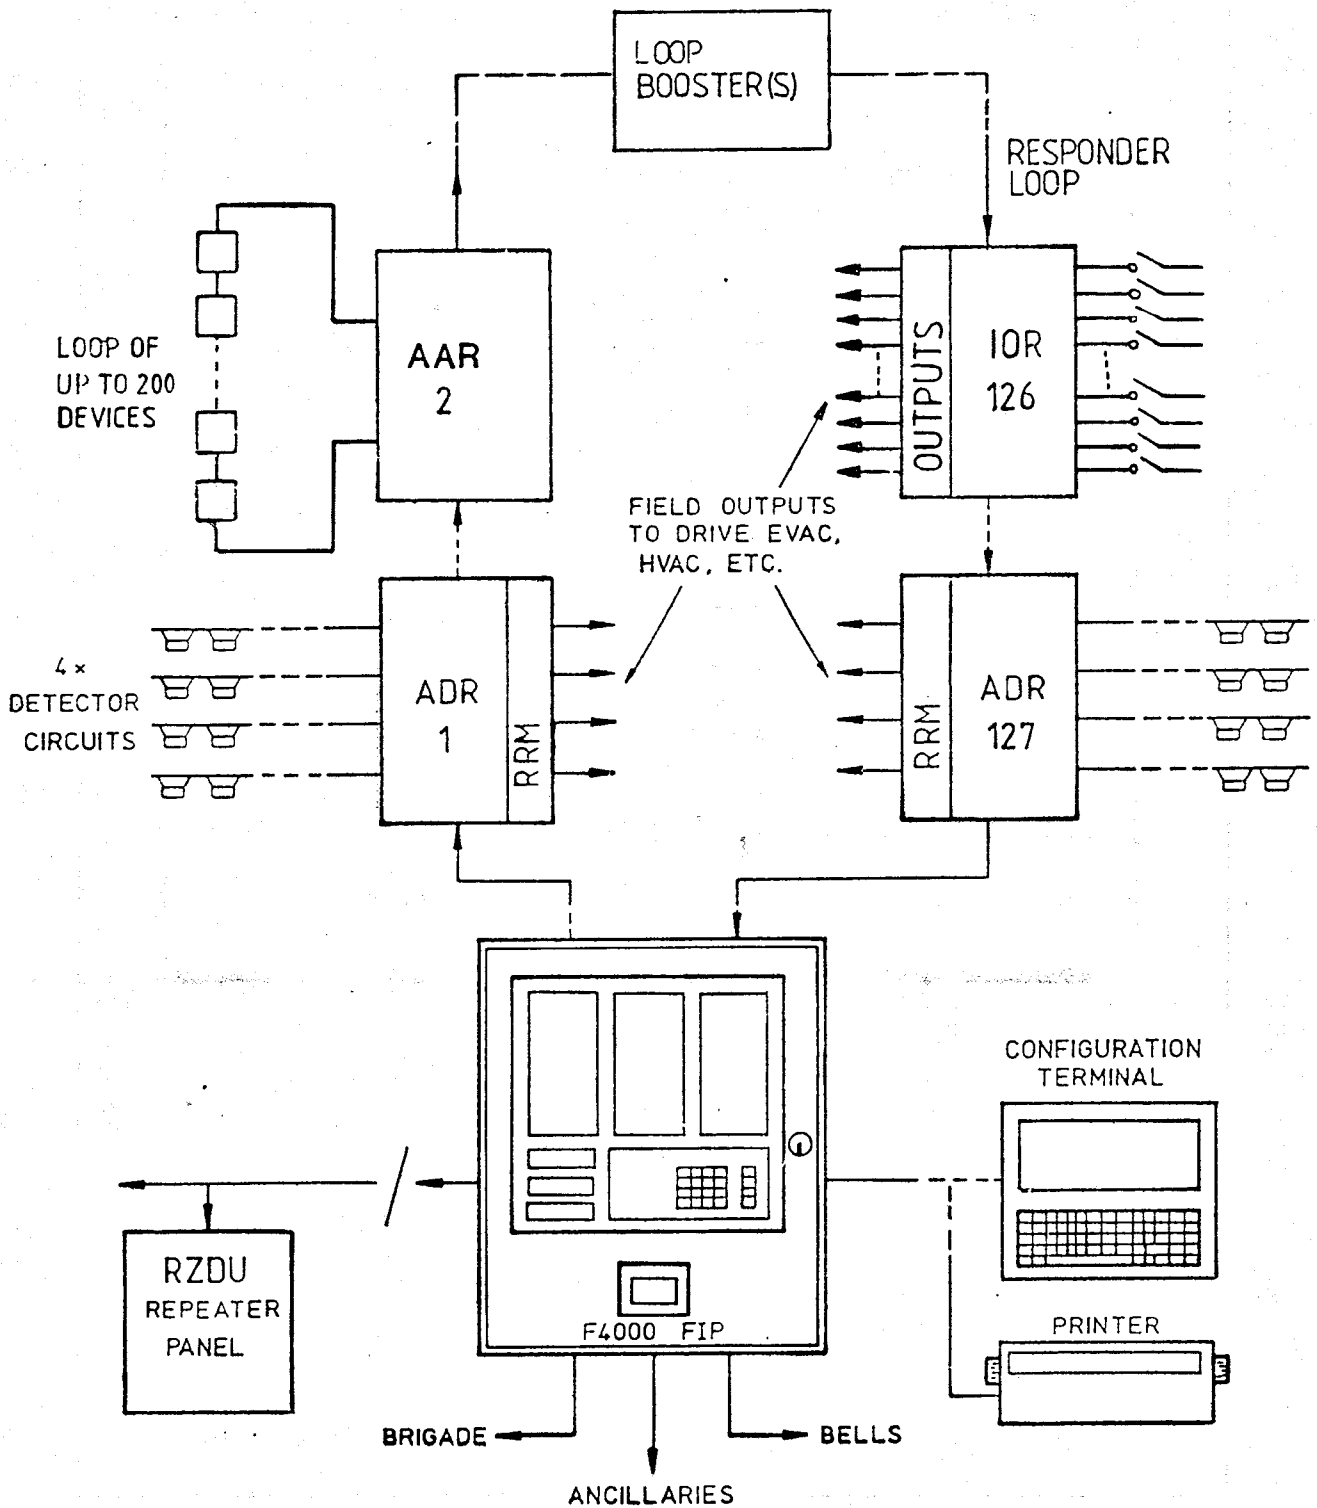 LOOP
BOOSTER(S)
RESPONDER
LOOP
LOOP OF
UP TO 200
DEVICES
AAR
2
OUTPUTS
IOR
126
FIELD OUTPUTS
TO DRIVE EVAC,
HVAC, ETC.
4 x
DETECTOR
CIRCUITS
ADR
1
RRM
RRM
ADR
127
CONFIGURATION
TERMINAL
RZDU
REPEATER
PANEL
F4000 FIP
PRINTER
BRIGADE
BELLS
ANCILLARIES